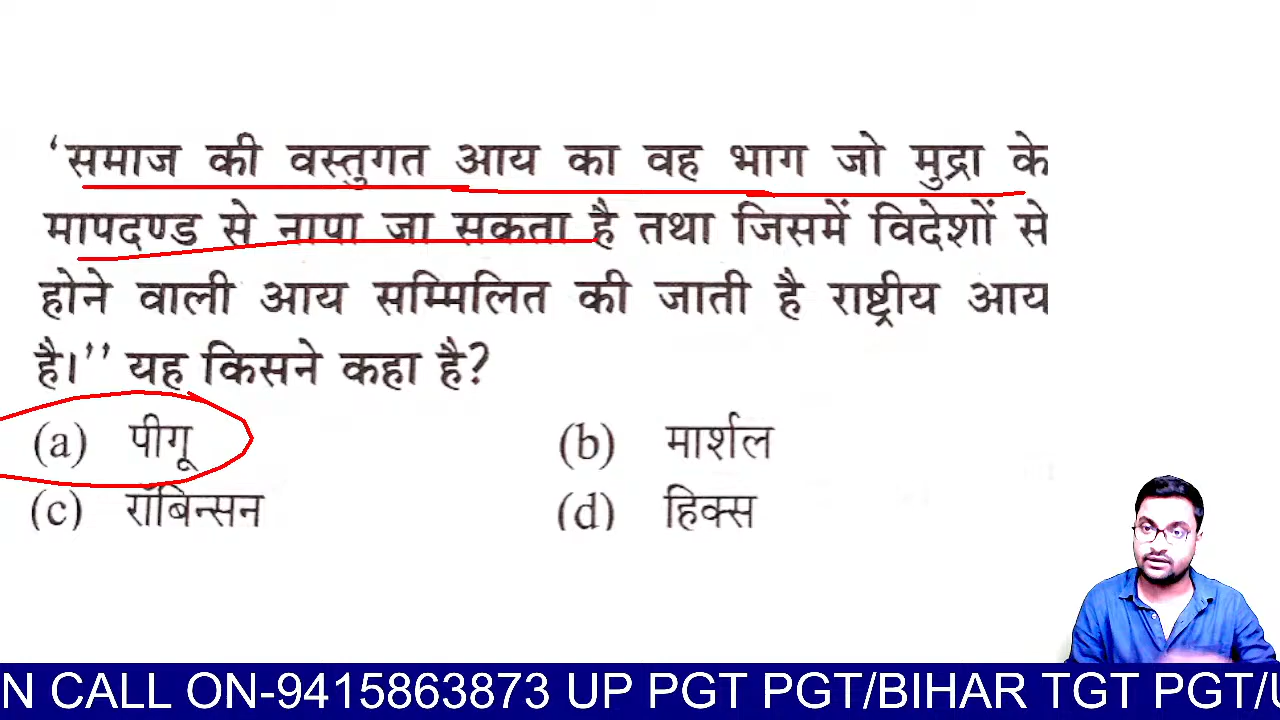 ‘समाज की वस्तुगत आय का वह भाग जो मुद्रा के
मापदण्ड से नापा जा सकता है तथा जिसमें विदेशों से
होने वाली आय सम्मिलित की जाती है राष्ट्रीय आय
है।’’ यह किसने कहा है?
(a) पीगू
(b) मार्शल
(c) रॉबिन्सन
(d) हिक्स
N CALL ON-9415863873 UP PGT PGT/BIHAR TGT PGT/U